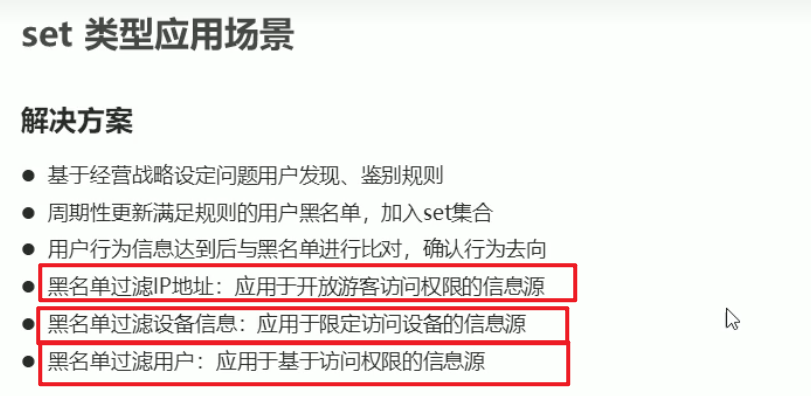 set 类型应用场景
解决方案
● 基于经营战略设定问题用户发现、鉴别规则
● 周期性更新满足规则的用户黑名单，加入set集合
● 用户行为信息达到后与黑名单进行比对，确认行为去向
● 黑名单过滤IP地址：应用于开放游客访问权限的信息源
● 黑名单过滤设备信息：应用于限定访问设备的信息源
● 黑名单过滤用户：应用于基于访问权限的信息源